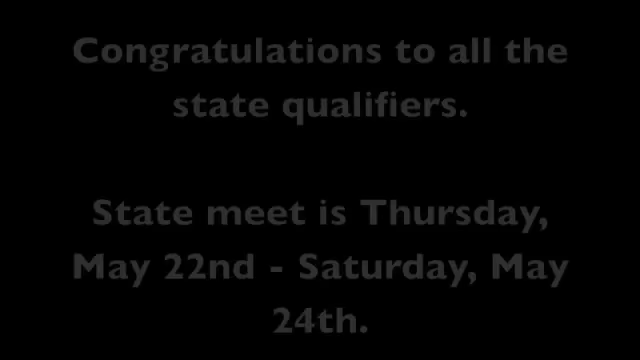 Congratulations to all the
state qualifiers.
State meet is Thursday,
May 22nd - Saturday, May
24th.